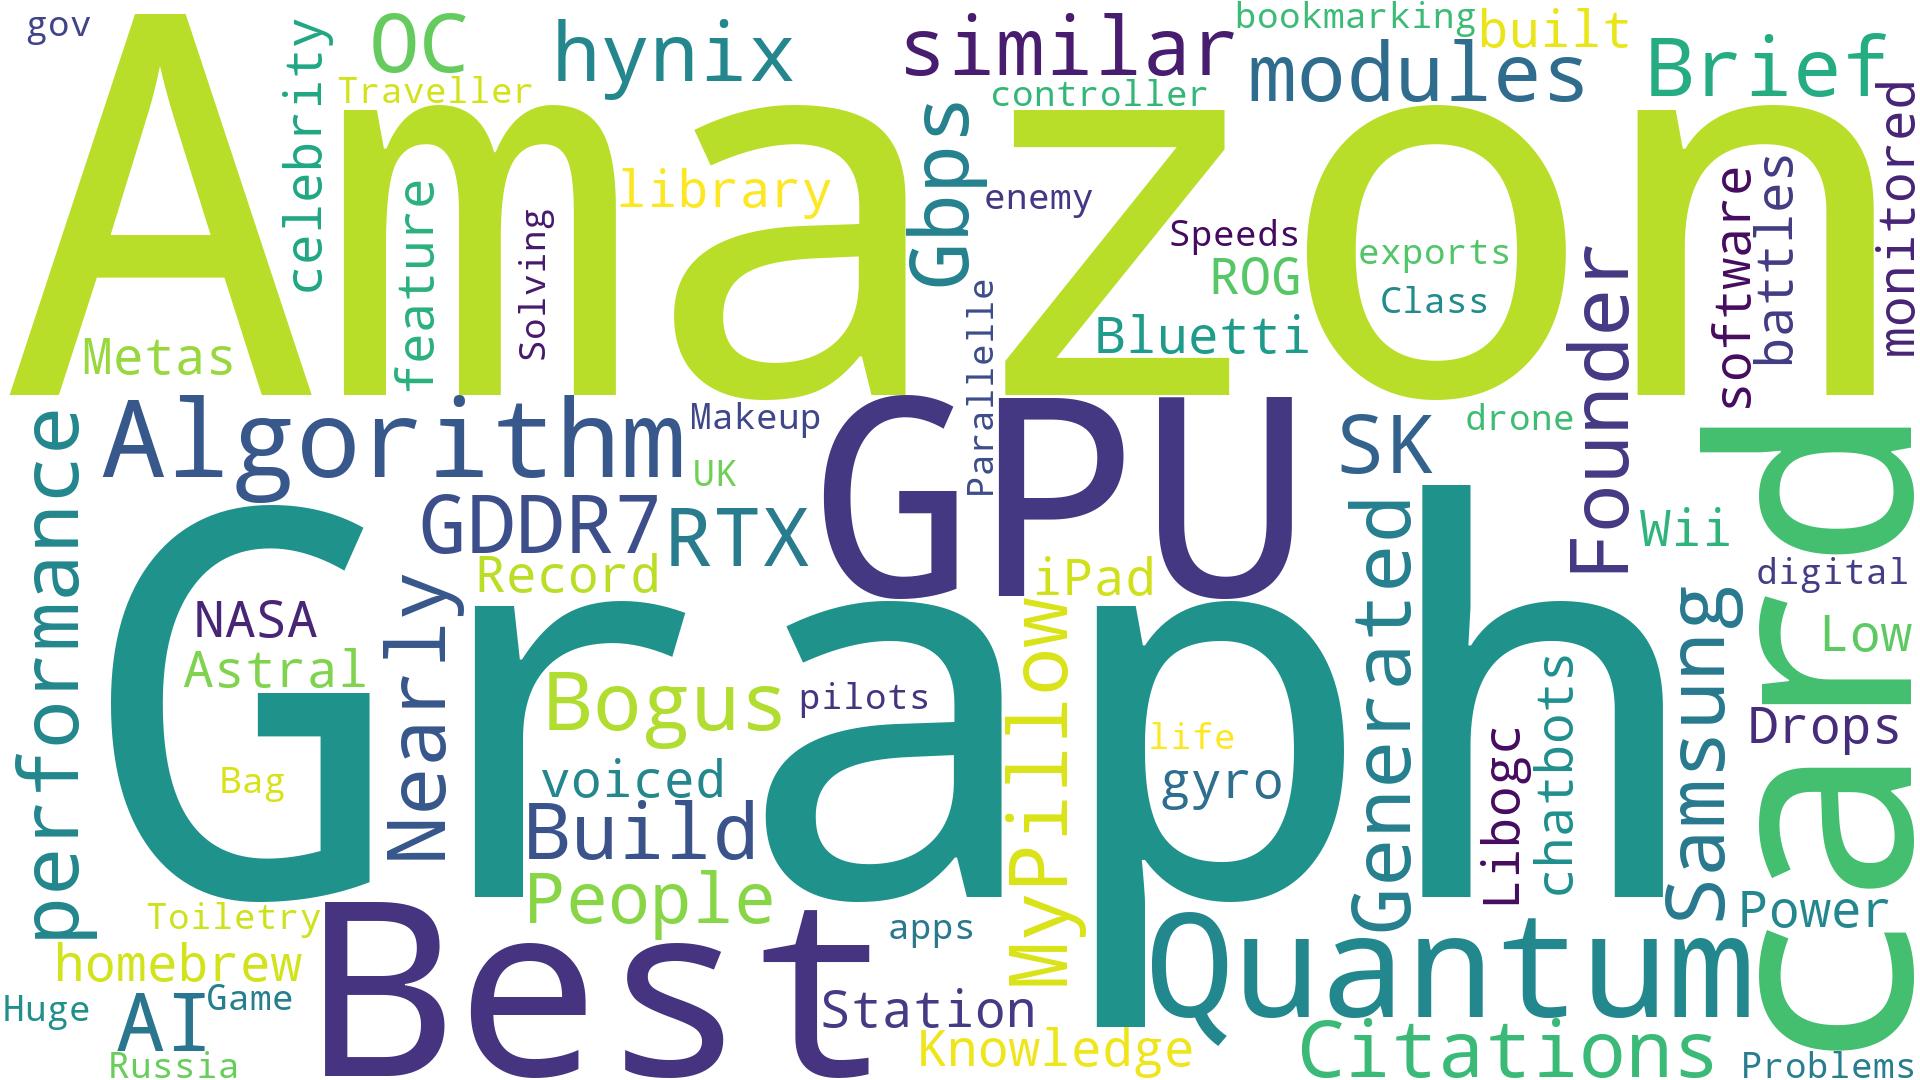 gov
celebrity
OC
Traveller
hynix
similar
bookmarking
built
controller
modules
Brief
monitored
Amazon
feature
Solving
library
Gbps
enemy
Speeds
ROG
exports
Class
Bluetti
software
battles
Founder
Metas
Parallelle
performance
Algorithm
Makeup
UK
GPU
SK
drone
card
GDDR7
RTX
Record
iPad
Generated
Wii
digital
Low
NASA
Astral
Nearly
Graph
Bogus
pilots
MyPillow
life
gyro
Libogc
chatbots
Samsung
Drops
Bag
voiced
Build
People
Power
Toiletry
homebrew
Huge
AI
Game
Russia
Best
apps
Station
Knowledge
Quantum
Citations
Problems